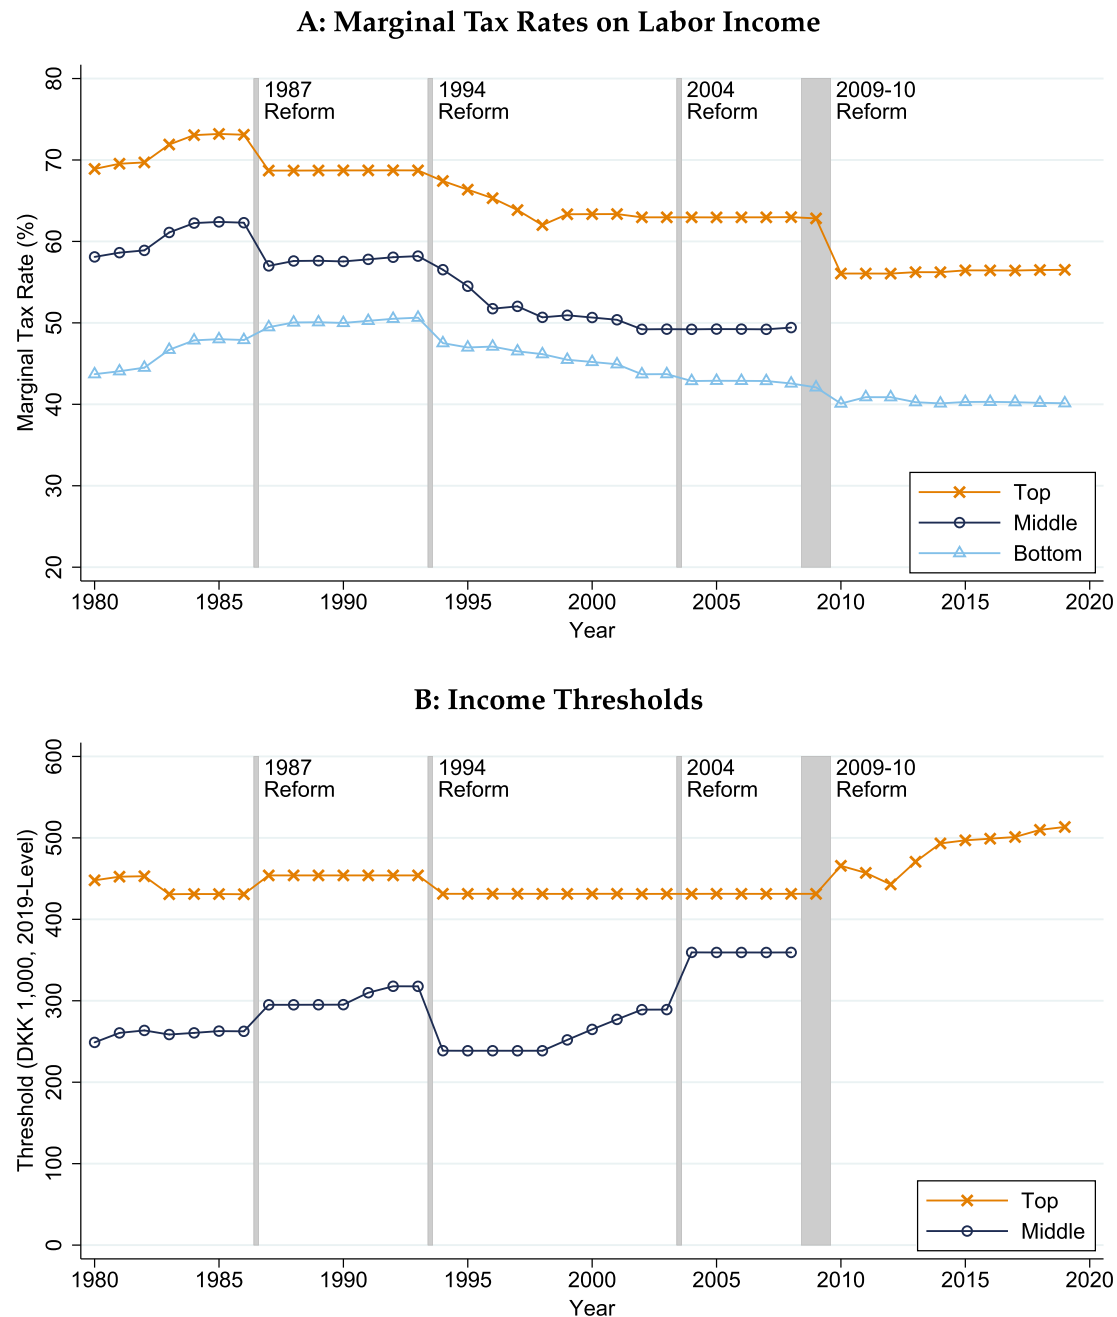 A: Marginal Tax Rates on Labor Income
Marginal Tax Rate (%)
80
70
60
50
40
30
20
1987
Reform
1994
Reform
2004
Reform
2009-10
Reform
Top
Middle
Bottom
1980 1985 1990 1995 2000 2005 2010 2015 2020
Year
B: Income Thresholds
Threshold (DKK 1,000, 2019-Level)
600
500
400
300
200
100
0
1987
Reform
1994
Reform
2004
Reform
2009-10
Reform
Top
Middle
1980 1985 1990 1995 2000 2005 2010 2015 2020
Year